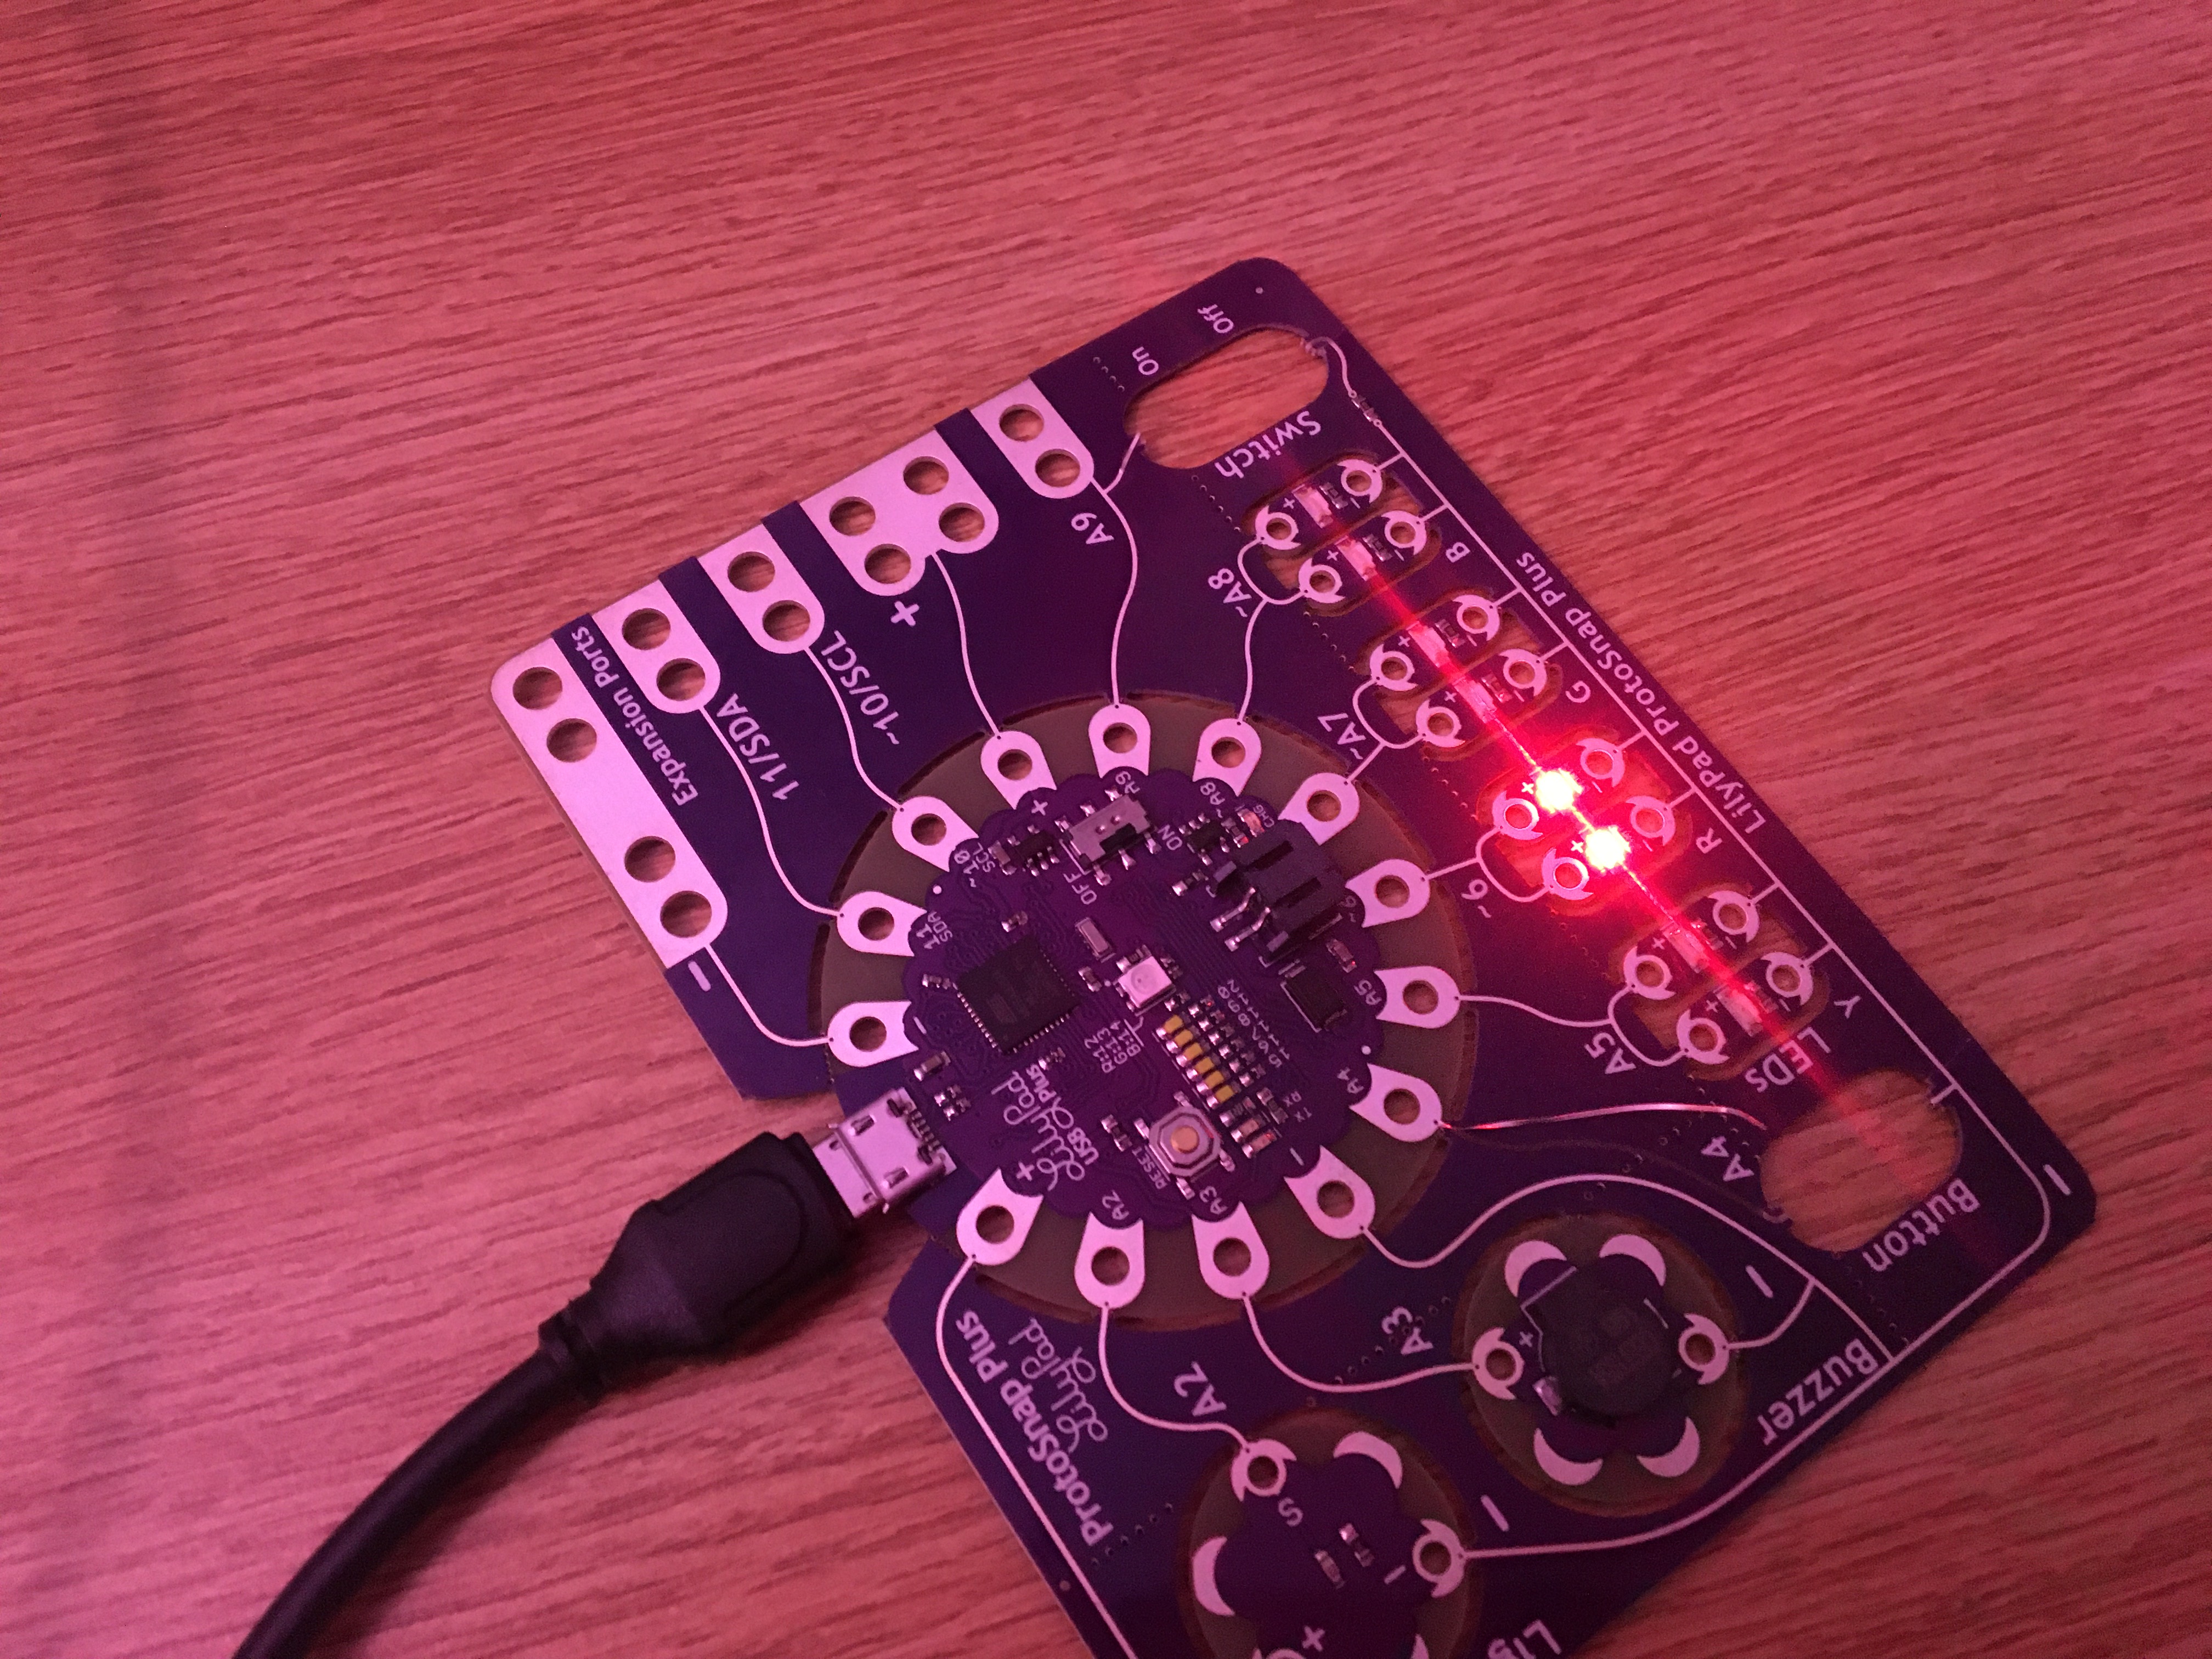 Expansion Ports
−
11/SDA
~10/SCL
+
A9
On
Off
Switch
~A8
~A7
~6
A5
A4
A3
A2
ProtoSnap Plus
LilyPad
+
LilyPad
USB Plus
11
SDA
~10
SCL
+
OFF
ON
A9
~A8
CHG
~6
A5
A4
−
A3
A2
RESET
R:12
G:13
B:14
TX
RX
S
+
−
−
+
−
Buzzer
Button
LEDs
Y
R
G
B
LilyPad ProtoSnap Plus
−